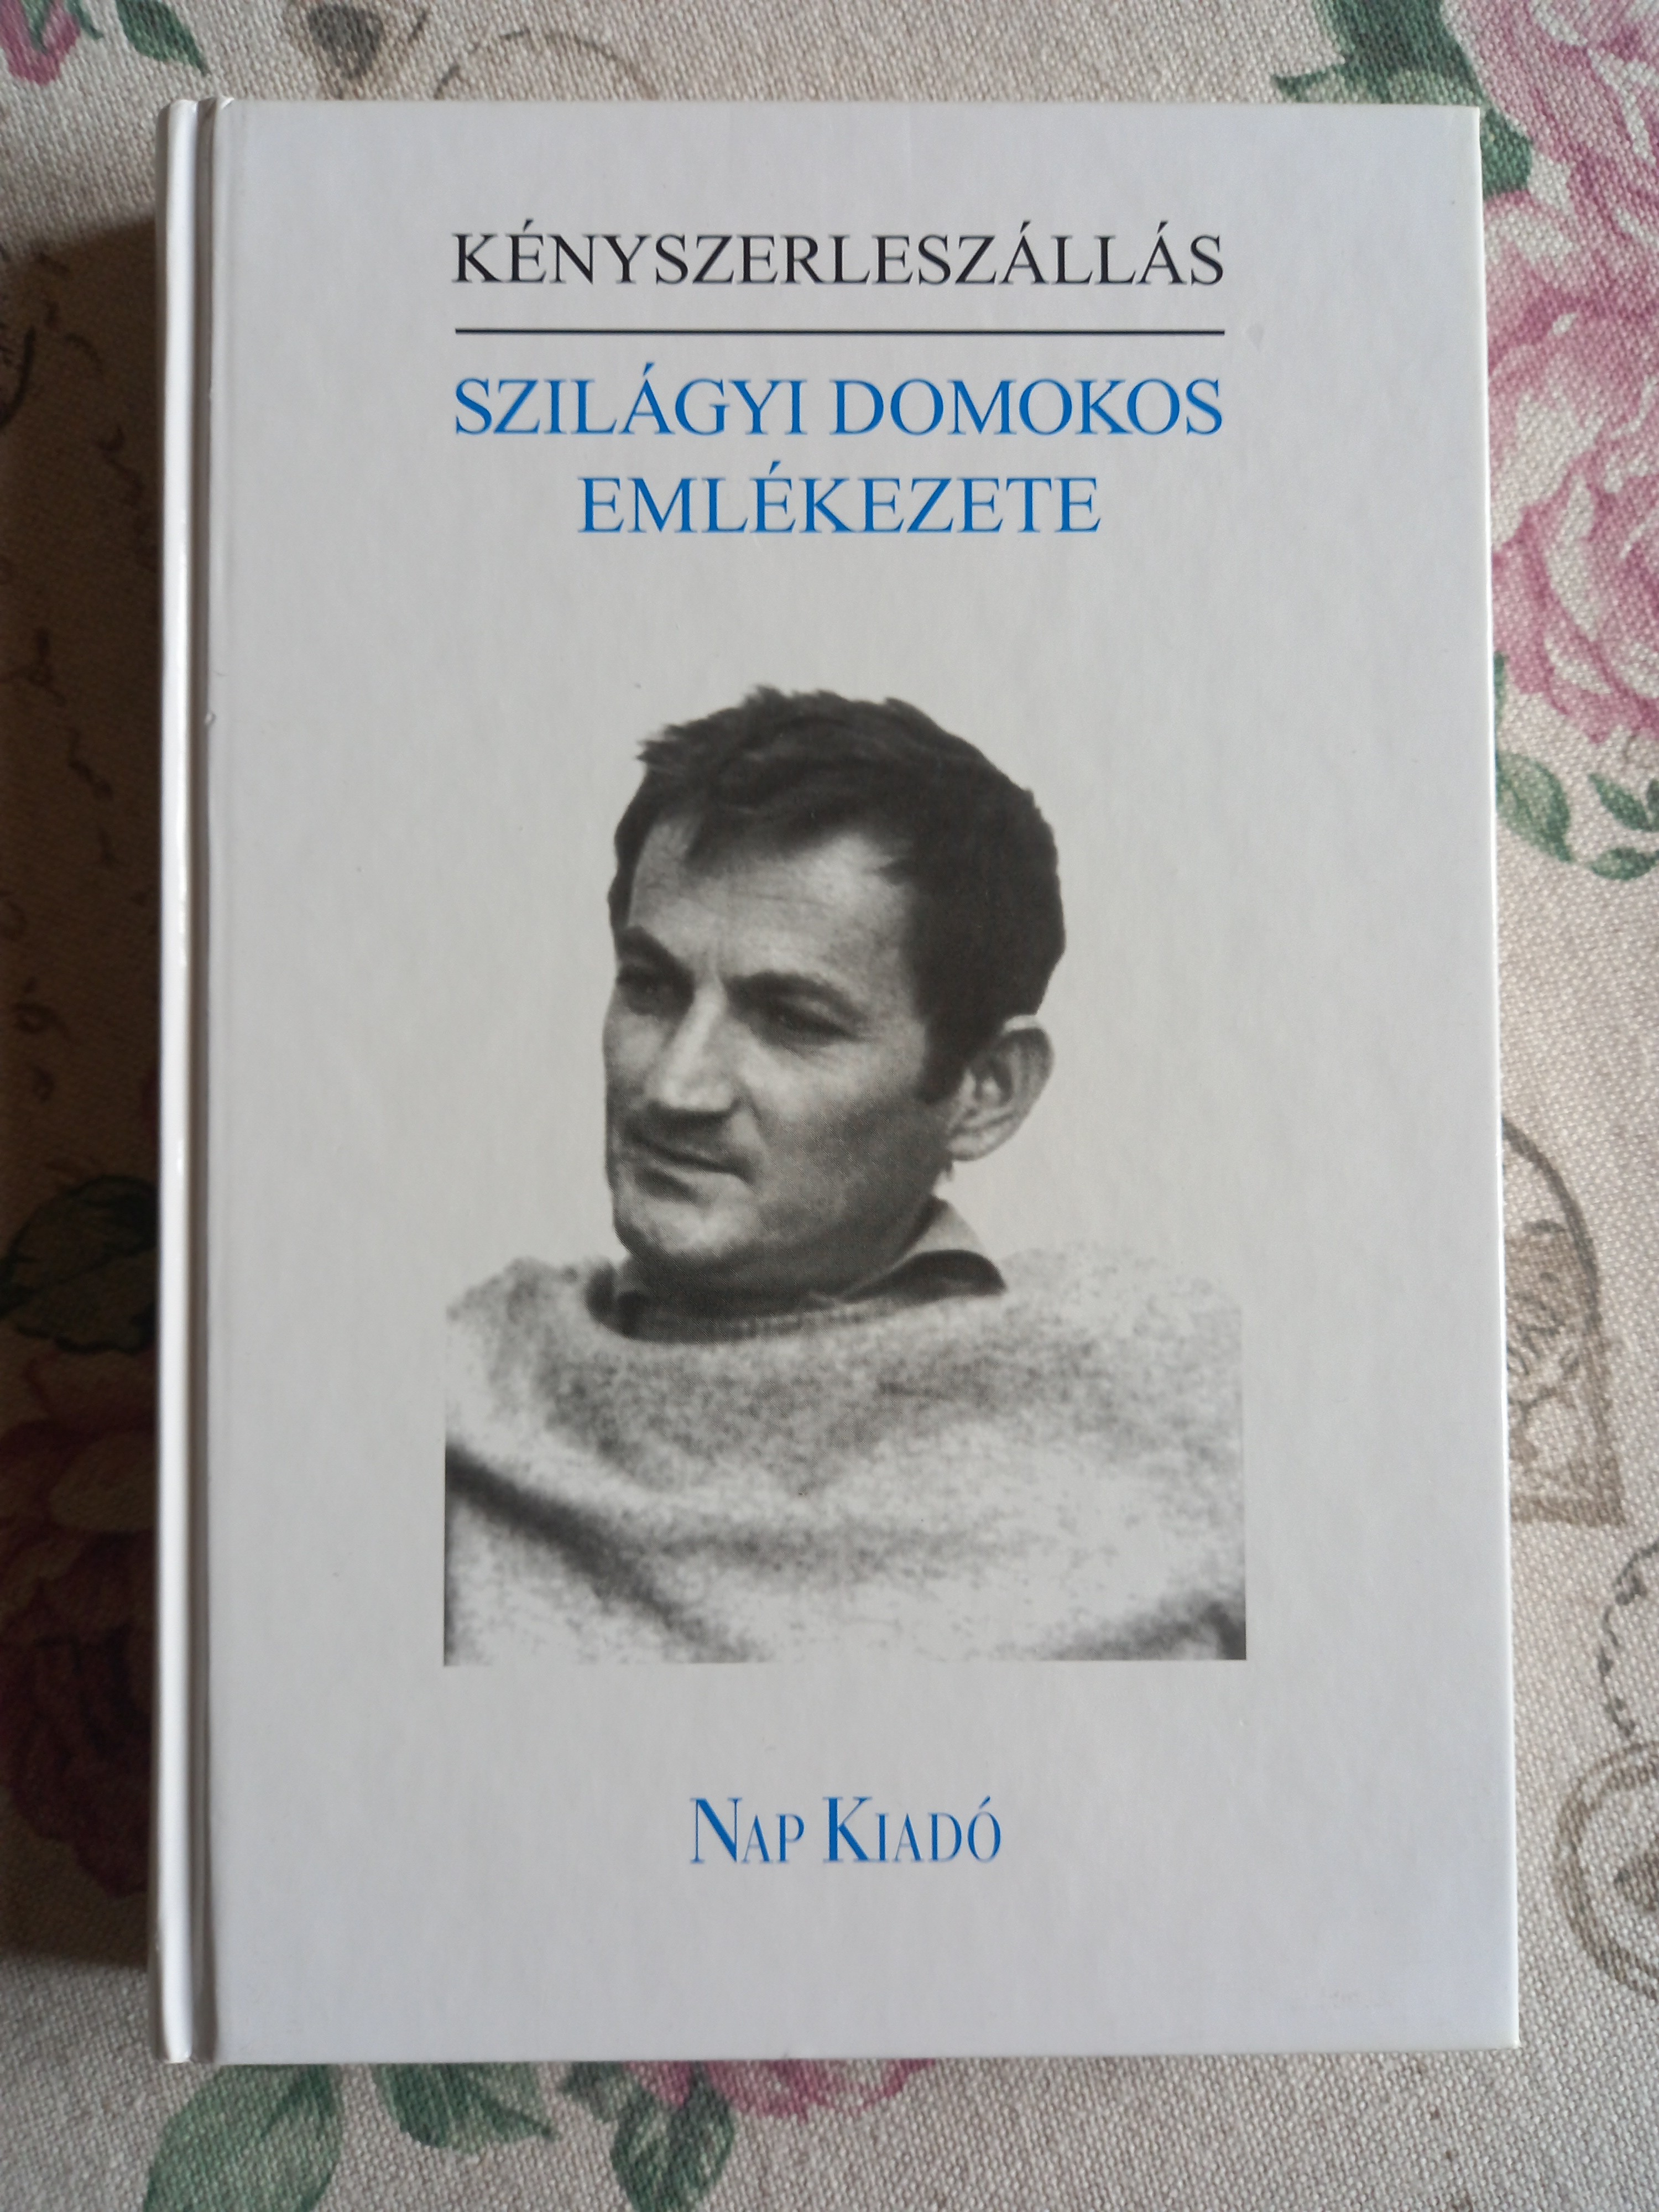 KÉNYSZERLESZÁLLÁS
SZILÁGYI DOMOKOS
EMLÉKEZETE
NAP KIADÓ